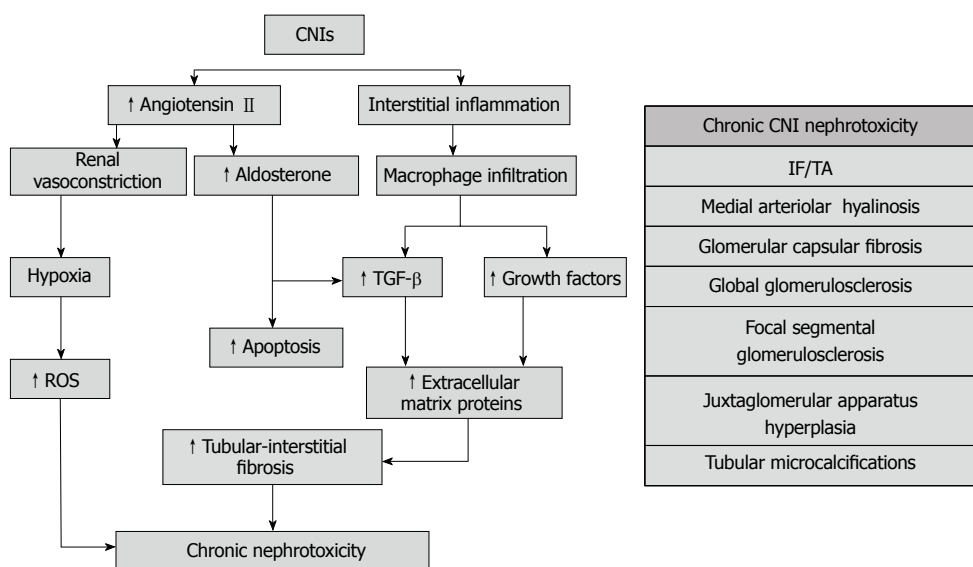 CNIs
↑ Angiotensin Ⅱ
Interstitial inflammation
Renal
vasoconstriction
↑ Aldosterone
Macrophage infiltration
Hypoxia
↑ TGF-β
↑ Growth factors
↑ Apoptosis
↑ ROS
↑ Extracellular
matrix proteins
↑ Tubular-interstitial
fibrosis
Chronic nephrotoxicity
Chronic CNI nephrotoxicity
IF/TA
Medial arteriolar hyalinosis
Glomerular capsular fibrosis
Global glomerulosclerosis
Focal segmental
glomerulosclerosis
Juxtaglomerular apparatus
hyperplasia
Tubular microcalcifications